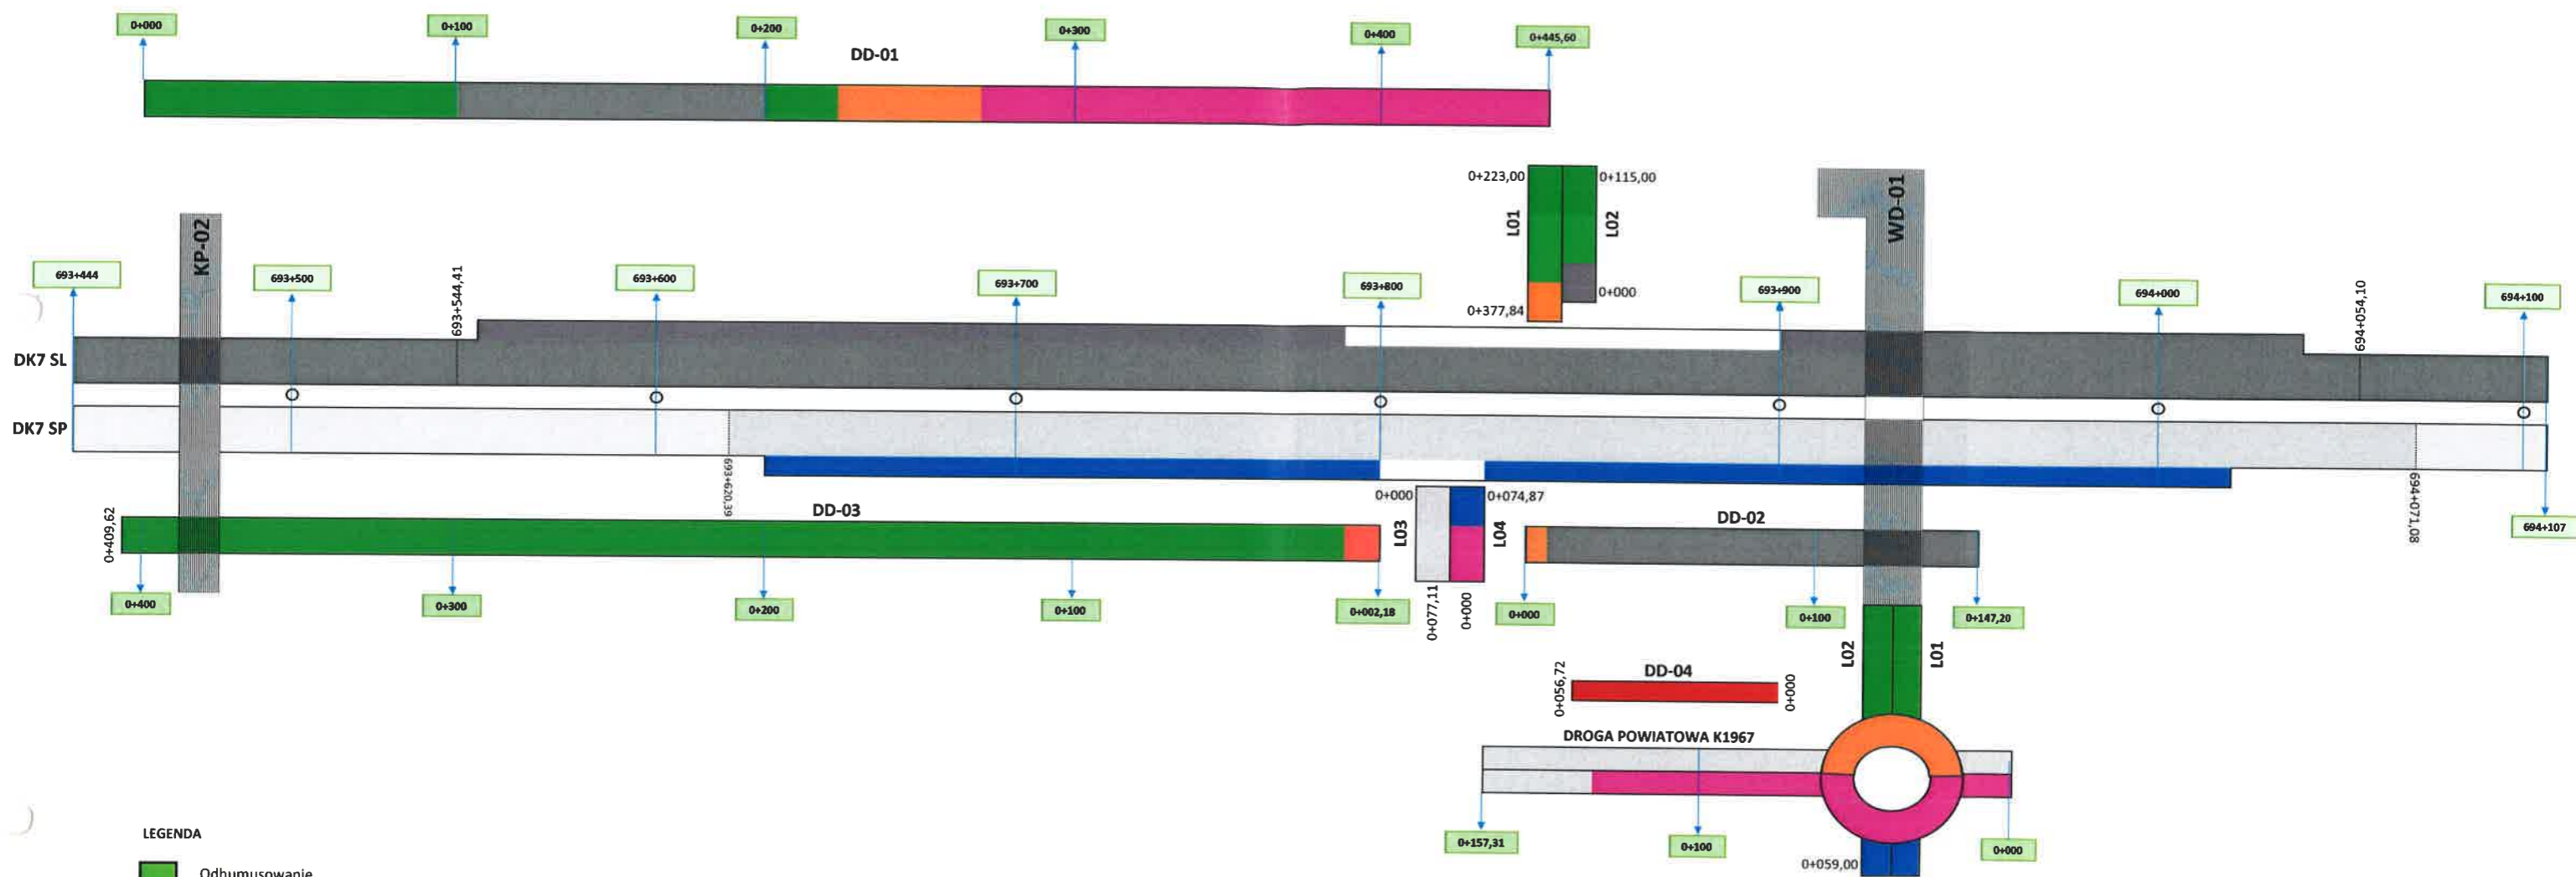 0+000
0+100
0+200
0+300
0+400
0+445,60
DD-01
0+223,00
0+115,00
L01
L02
0+000
0+377,84
KP-02
WD-01
693+444
693+500
693+544,41
693+600
693+700
693+800
693+900
694+000
694+054,10
694+100
DK7 SL
DK7 SP
693+620,39
694+071,08
694+107
0+409,62
DD-03
0+400
0+300
0+200
0+100
0+002,18
0+000
0+074,87
L03
L04
0+077,11
0+000
DD-02
0+000
0+100
0+147,20
L02
L01
DD-04
0+056,72
0+000
DROGA POWIATOWA K1967
0+157,31
0+100
0+000
0+059,00
LEGENDA
Odhumusowanie